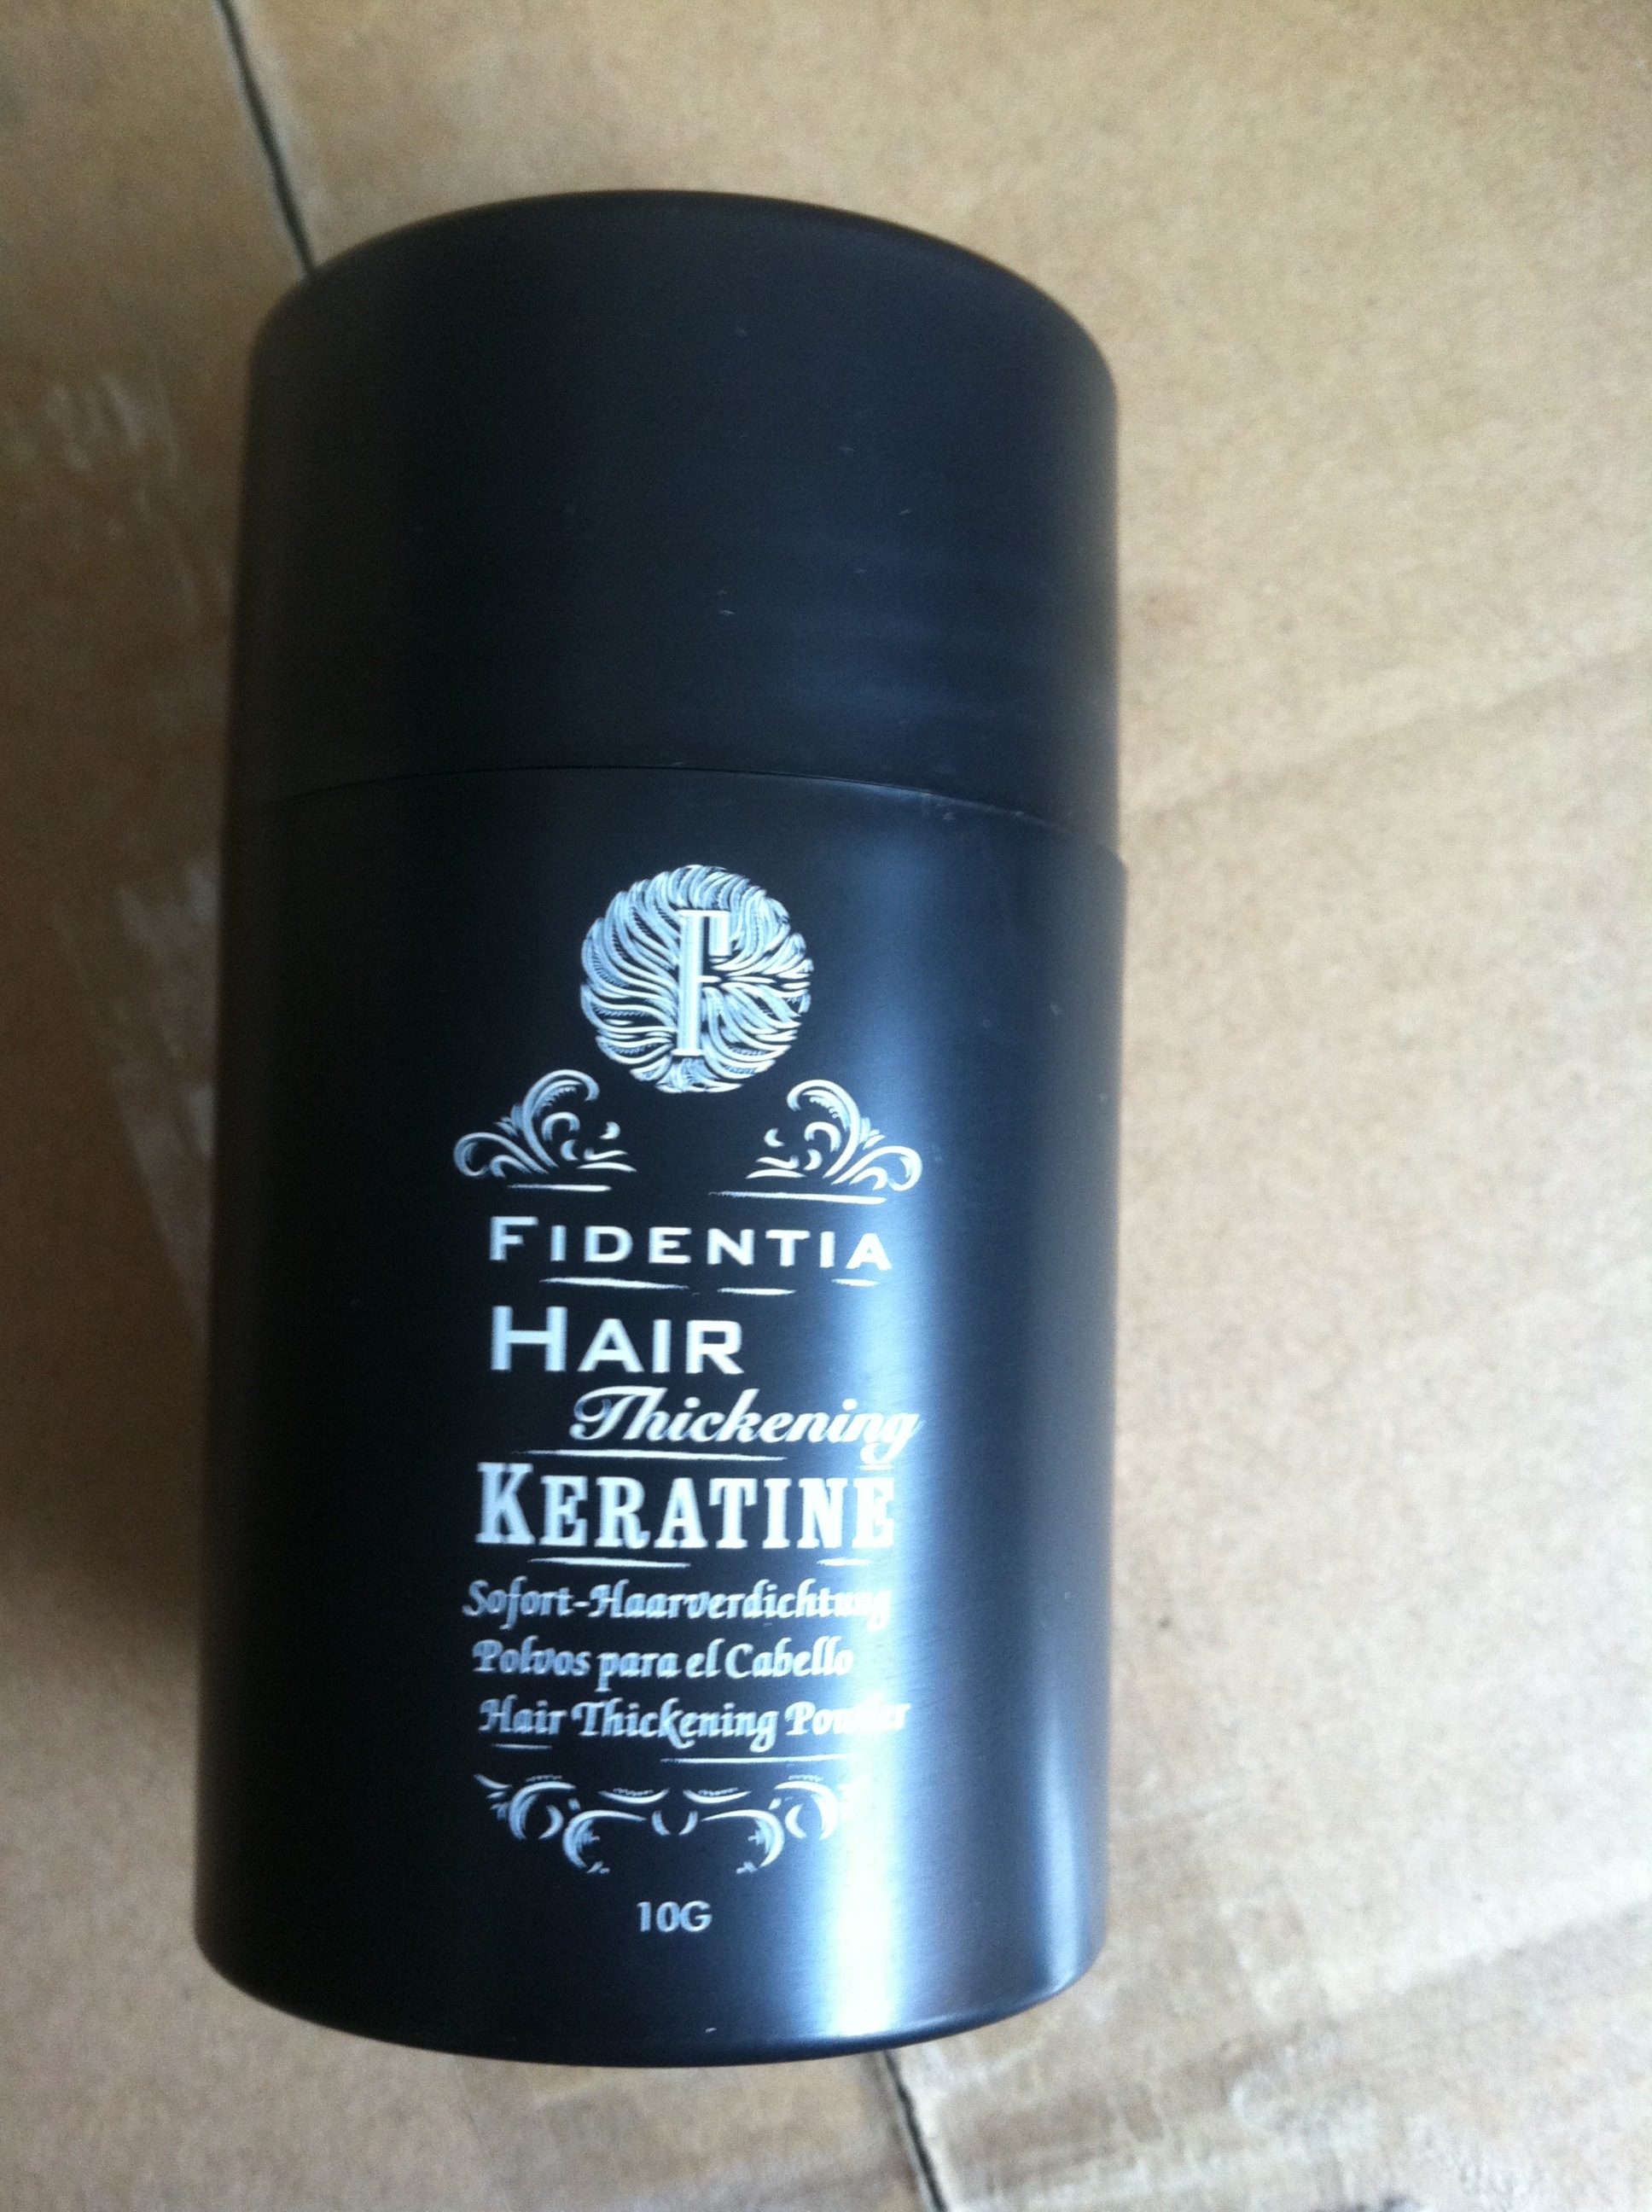 F
FIDENTIA
HAIR
Thickening
KERATINE
Sofort-Haarverdichtung
Polvos para el Cabello
Hair Thickening Powder
10G